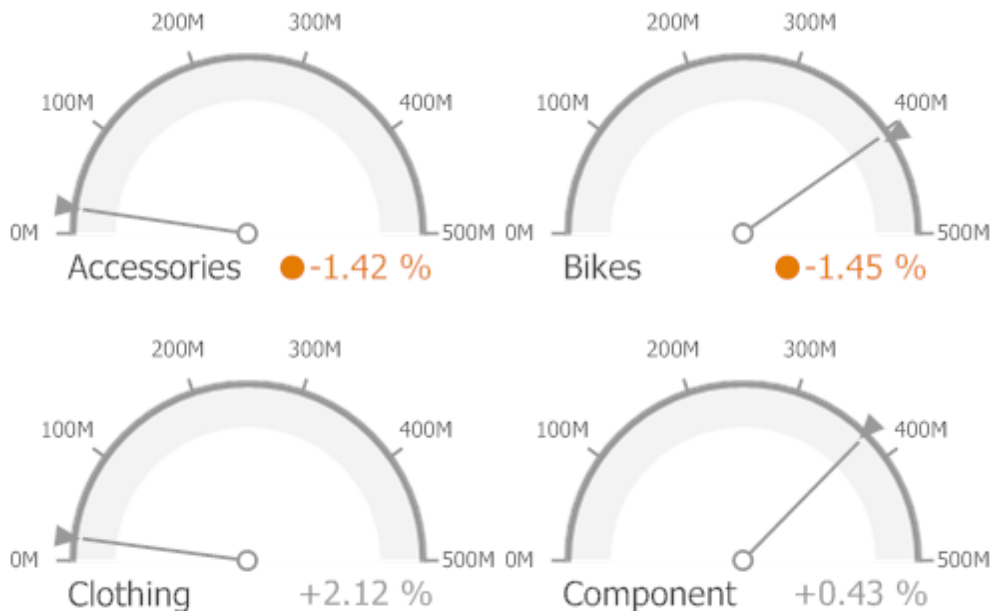 200M 300M
100M 400M
0M 500M
Accessories -1.42 %
200M 300M
100M 400M
0M 500M
Bikes -1.45 %
200M 300M
100M 400M
0M 500M
Clothing +2.12 %
200M 300M
100M 400M
0M 500M
Component +0.43 %